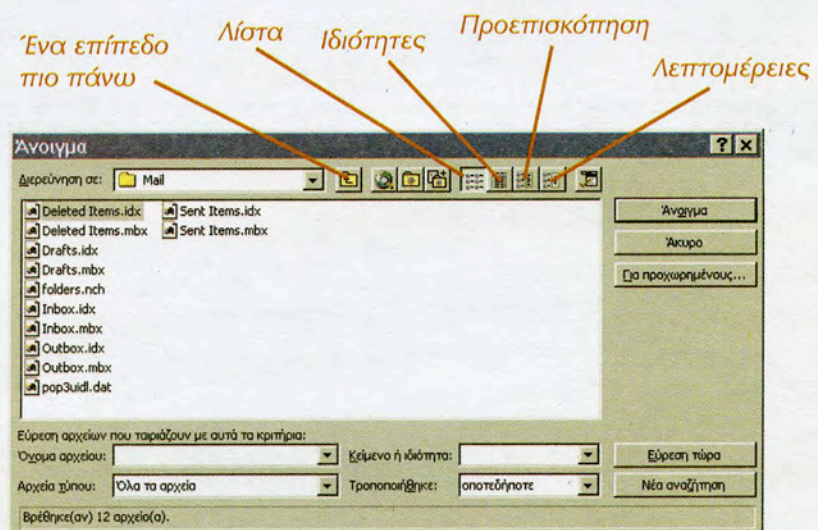 Ένα επίπεδο
πιο πάνω
Λίστα
Ιδιότητες
Προεπισκόπηση
Λεπτομέρειες
Άνοιγμα
Διερεύνηση σε: Mail
Deleted Items.idx Sent Items.idx
Deleted Items.mbx Sent Items.mbx
Drafts.idx
Drafts.mbx
folders.nch
Inbox.idx
Inbox.mbx
Outbox.idx
Outbox.mbx
pop3uidl.dat
Άνοιγμα
Άκυρο
Για προχωρημένους...
Εύρεση αρχείων που ταιριάζουν με αυτά τα κριτήρια:
Όνομα αρχείου: Κείμενο ή ιδιότητα: Εύρεση τώρα
Αρχεία τύπου: Όλα τα αρχεία Τροποποιήθηκε: οποτεδήποτε Νέα αναζήτηση
Βρέθηκε(αν) 12 αρχείο(α).